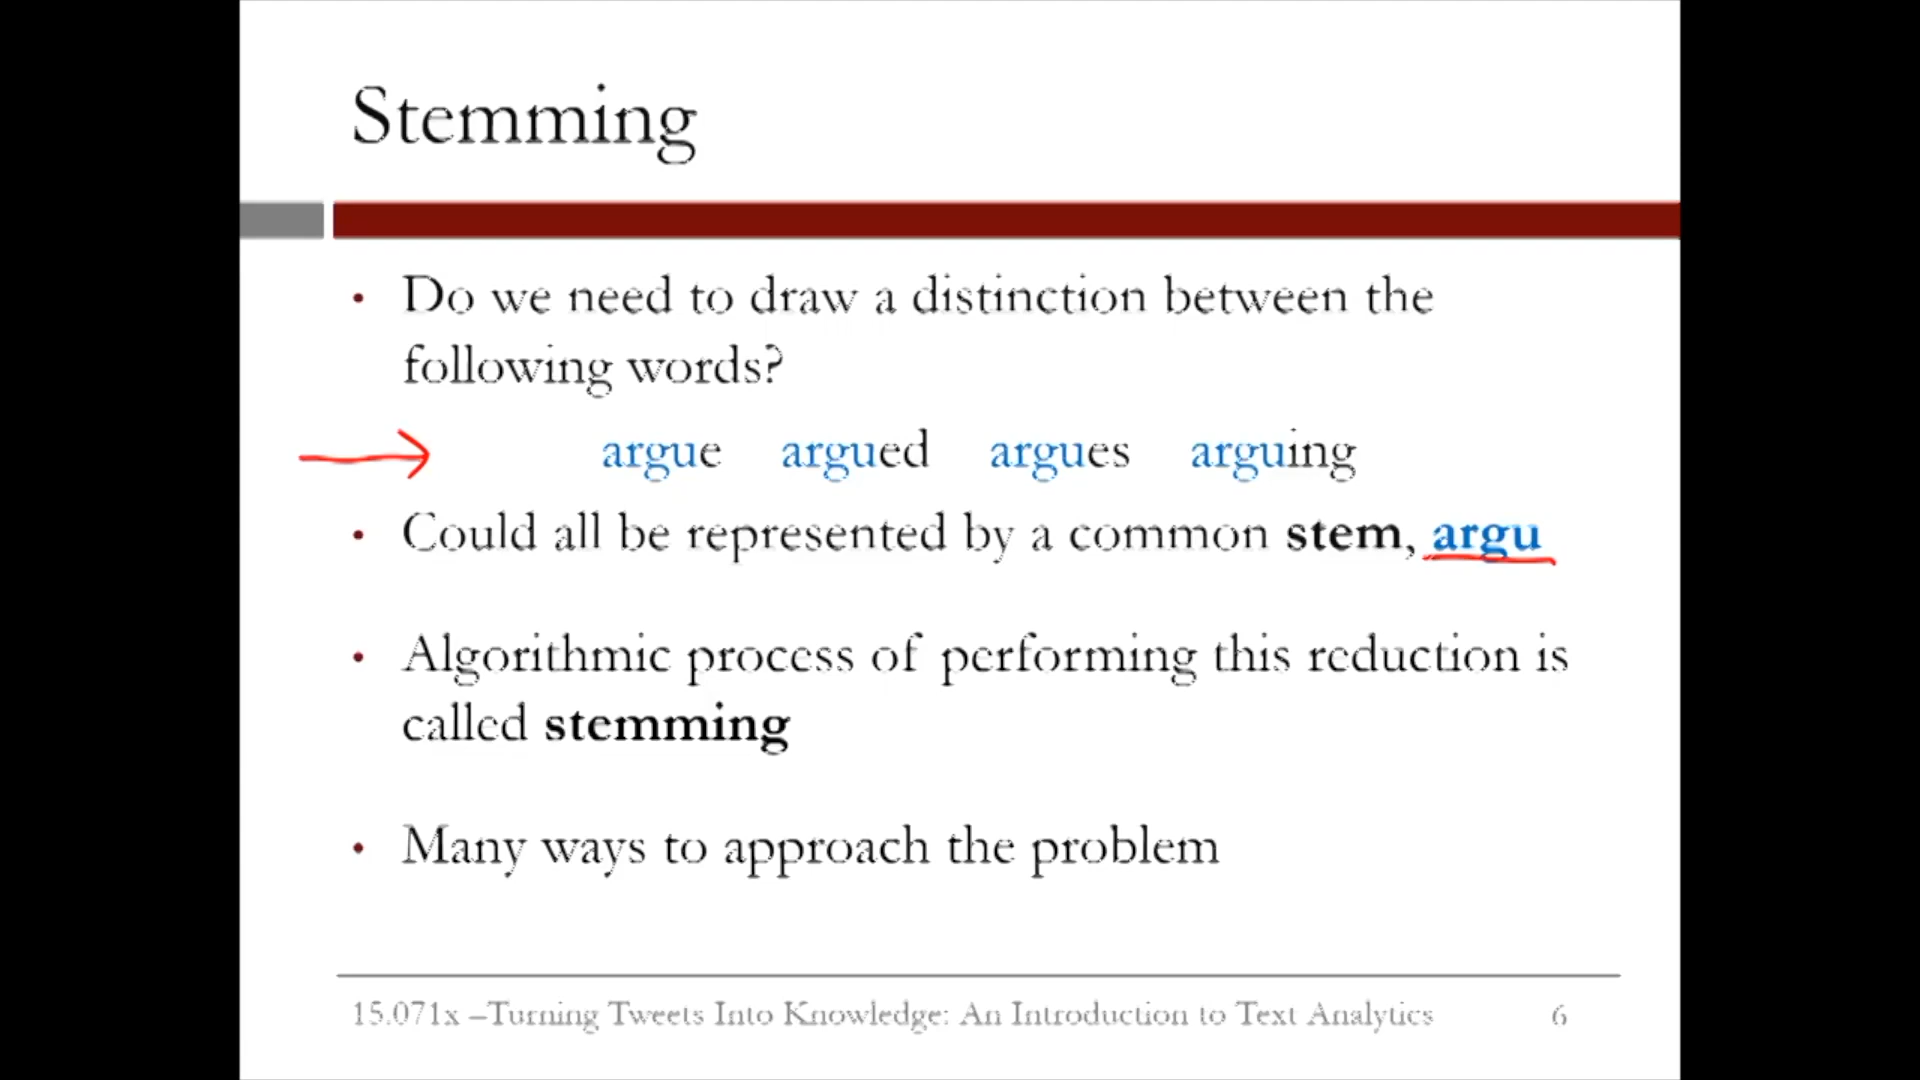 Stemming
• Do we need to draw a distinction between the
following words?
argue argued argues arguing
• Could all be represented by a common stem, argu
• Algorithmic process of performing this reduction is
called stemming
• Many ways to approach the problem
15.071x –Turning Tweets Into Knowledge: An Introduction to Text Analytics 6